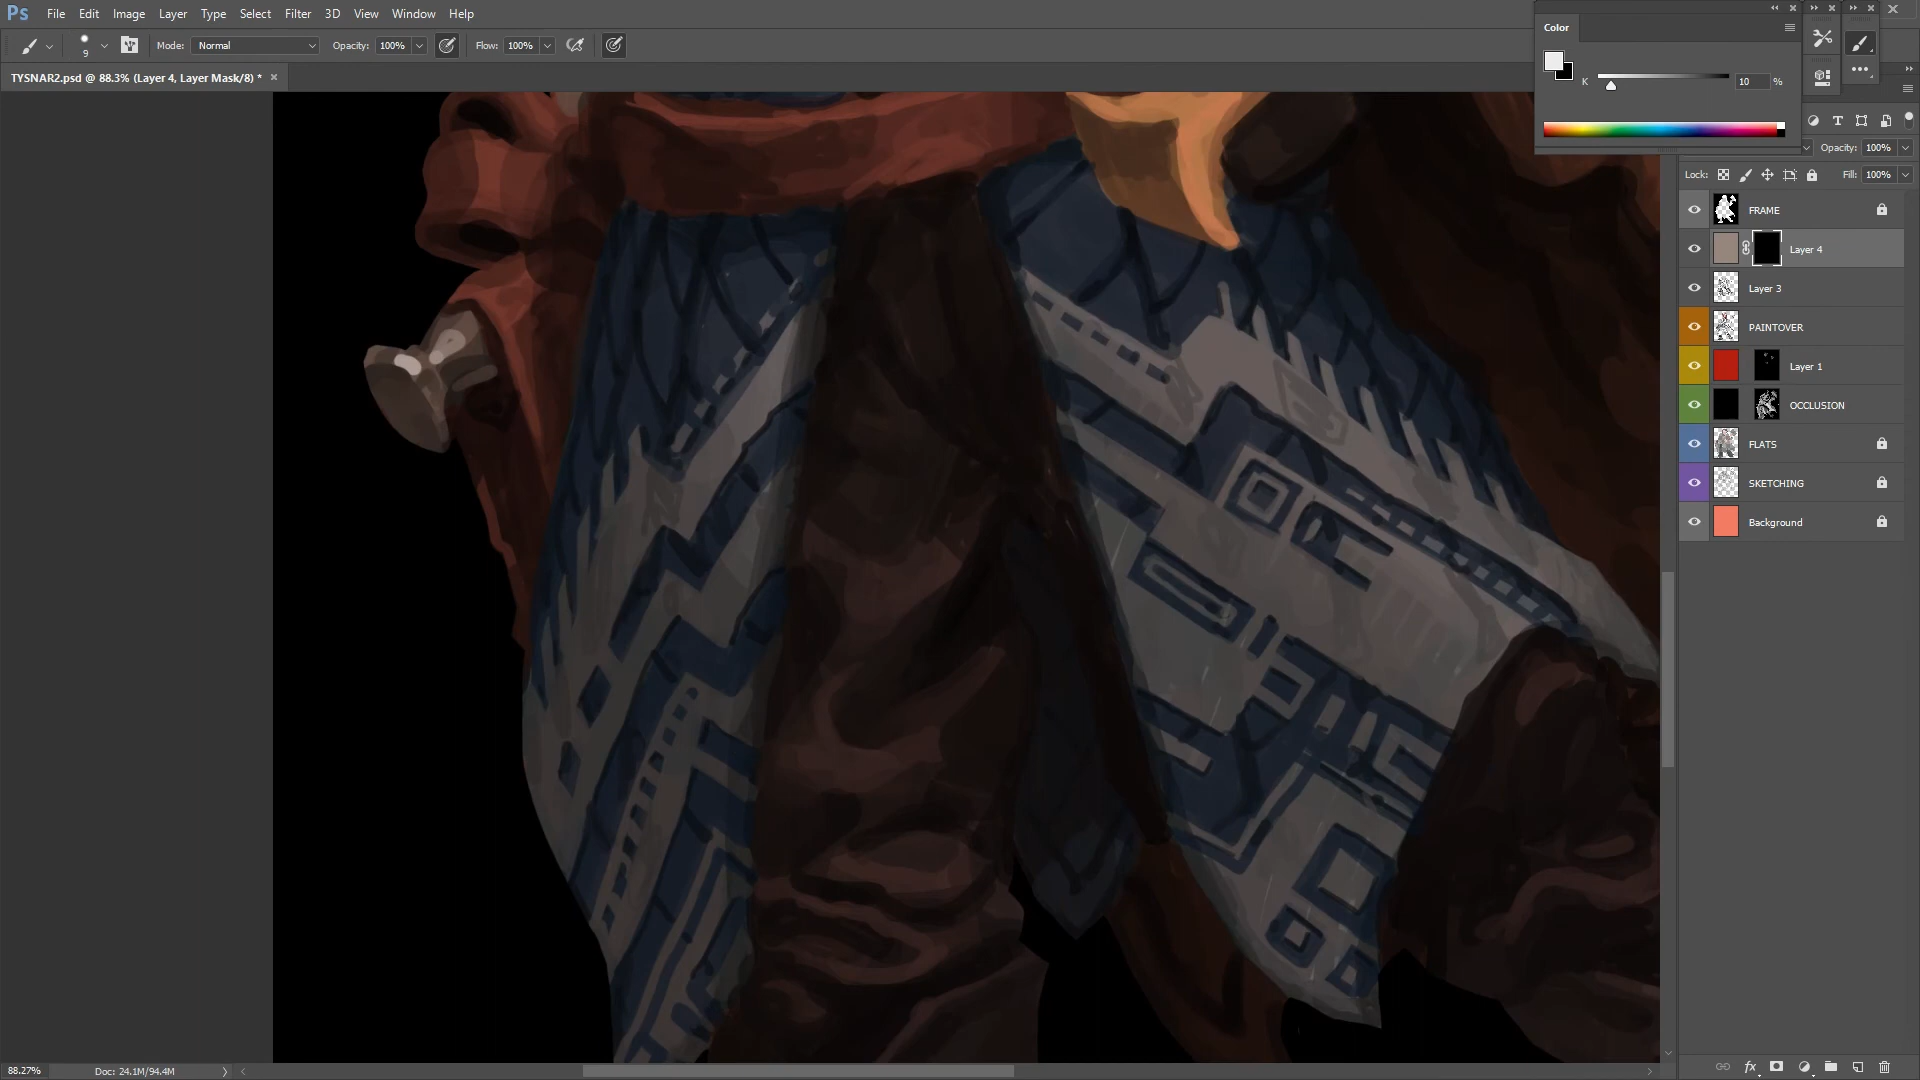 Ps File Edit Image Layer Type Select Filter 3D View Window Help
9 Mode: Normal Opacity: 100% Flow: 100%
TYSNAR2.psd @ 88.3% (Layer 4, Layer Mask/8) *
Color
K 10 %
Opacity: 100%
Lock: Fill: 100%
FRAME
Layer 4
Layer 3
PAINTOVER
Layer 1
OCCLUSION
FLATS
SKETCHING
Background
88.27% Doc: 24.1M/94.4M
fx